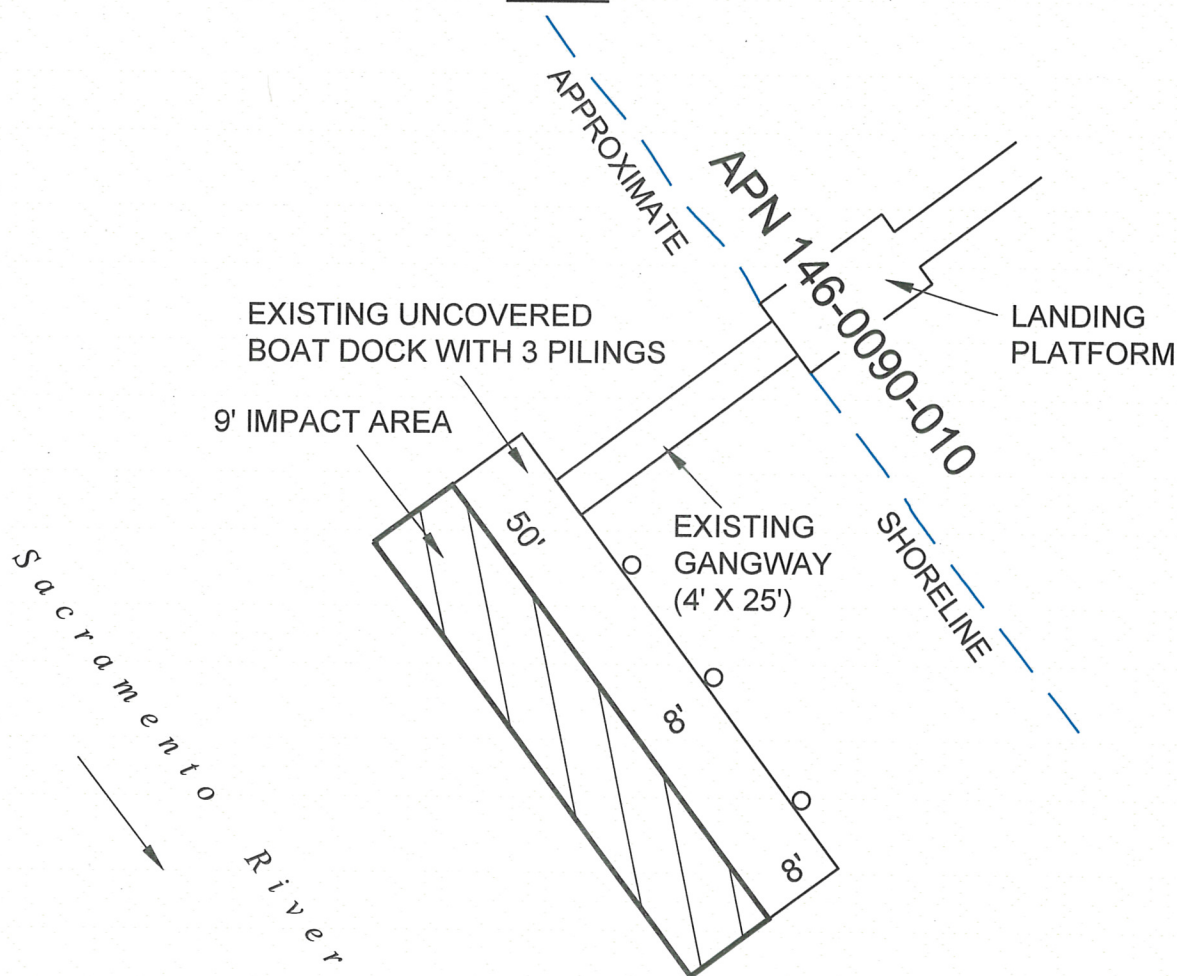 APPROXIMATE
APN 146-0090-010
LANDING
PLATFORM
EXISTING UNCOVERED
BOAT DOCK WITH 3 PILINGS
9' IMPACT AREA
50'
EXISTING
GANGWAY
(4' X 25')
SHORELINE
8'
8'
Sacramento River